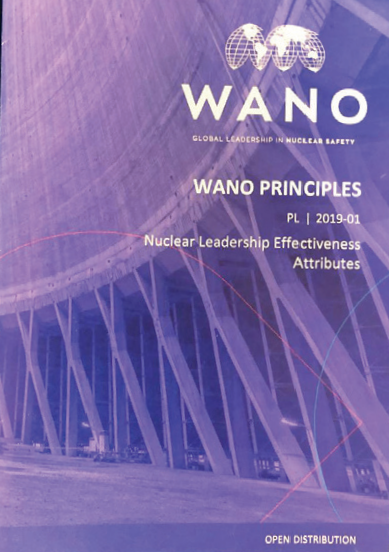 WANO
GLOBAL LEADERSHIP IN NUCLEAR SAFETY
WANO PRINCIPLES
PL | 2019-01
Nuclear Leadership Effectiveness
Attributes
OPEN DISTRIBUTION